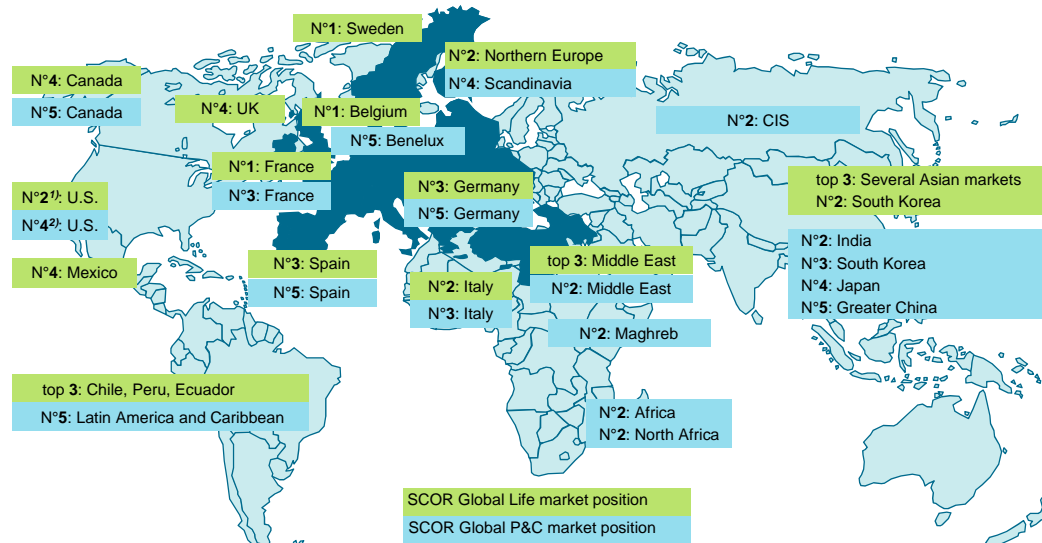 N°1: Sweden
N°2: Northern Europe
N°4: Scandinavia
N°4: Canada
N°5: Canada
N°4: UK
N°1: Belgium
N°5: Benelux
N°2: CIS
N°1: France
N°3: France
N°3: Germany
N°5: Germany
top 3: Several Asian markets
N°2: South Korea
N°2¹⁾: U.S.
N°4²⁾: U.S.
N°2: India
N°3: South Korea
N°4: Japan
N°5: Greater China
N°4: Mexico
N°3: Spain
N°5: Spain
top 3: Middle East
N°2: Middle East
N°2: Italy
N°3: Italy
N°2: Maghreb
top 3: Chile, Peru, Ecuador
N°5: Latin America and Caribbean
N°2: Africa
N°2: North Africa
SCOR Global Life market position
SCOR Global P&C market position